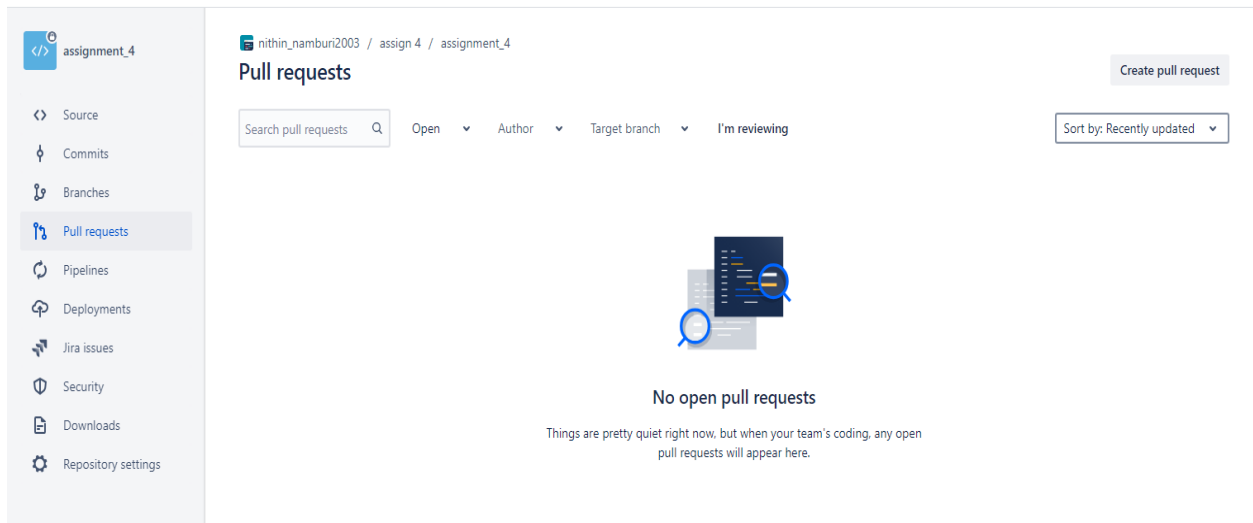 </>
assignment_4
Source
Commits
Branches
Pull requests
Pipelines
Deployments
Jira issues
Security
Downloads
Repository settings
nithin_namburi2003 / assign 4 / assignment_4
Pull requests
Create pull request
Search pull requests Open Author Target branch I'm reviewing Sort by: Recently updated
No open pull requests
Things are pretty quiet right now, but when your team's coding, any open
pull requests will appear here.